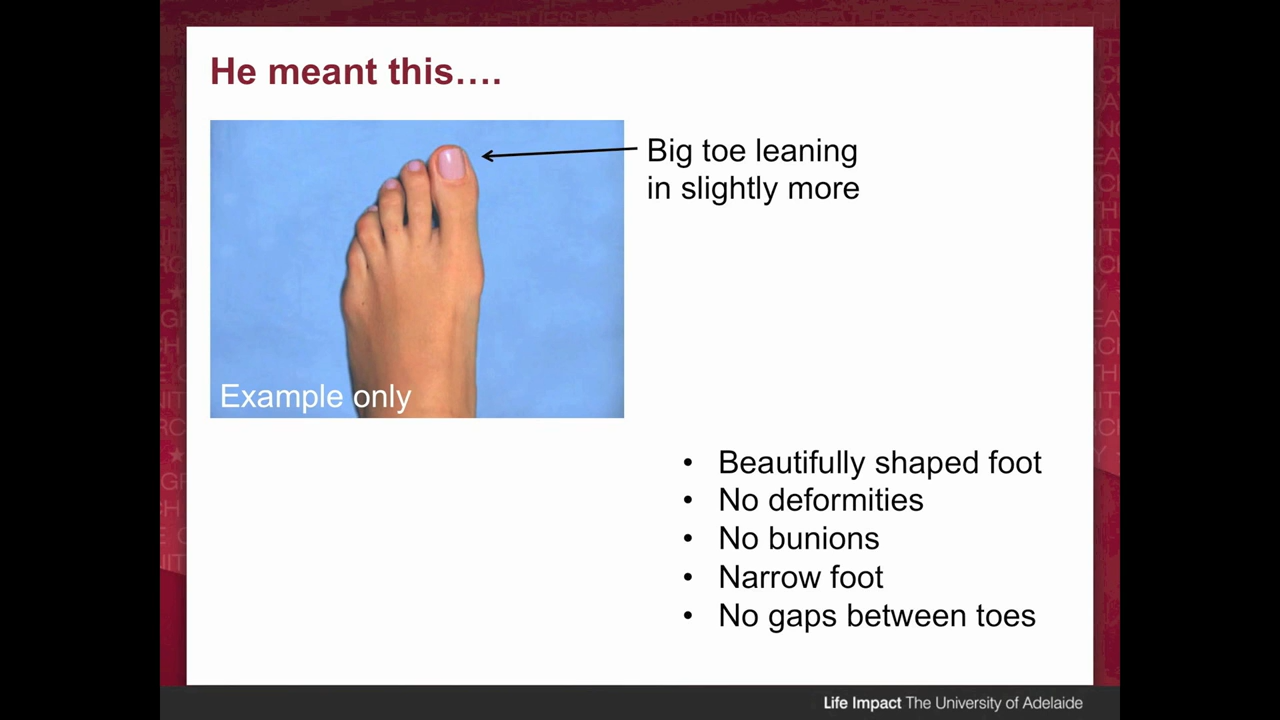 He meant this….
Big toe leaning
in slightly more
Example only
• Beautifully shaped foot
• No deformities
• No bunions
• Narrow foot
• No gaps between toes
Life Impact The University of Adelaide